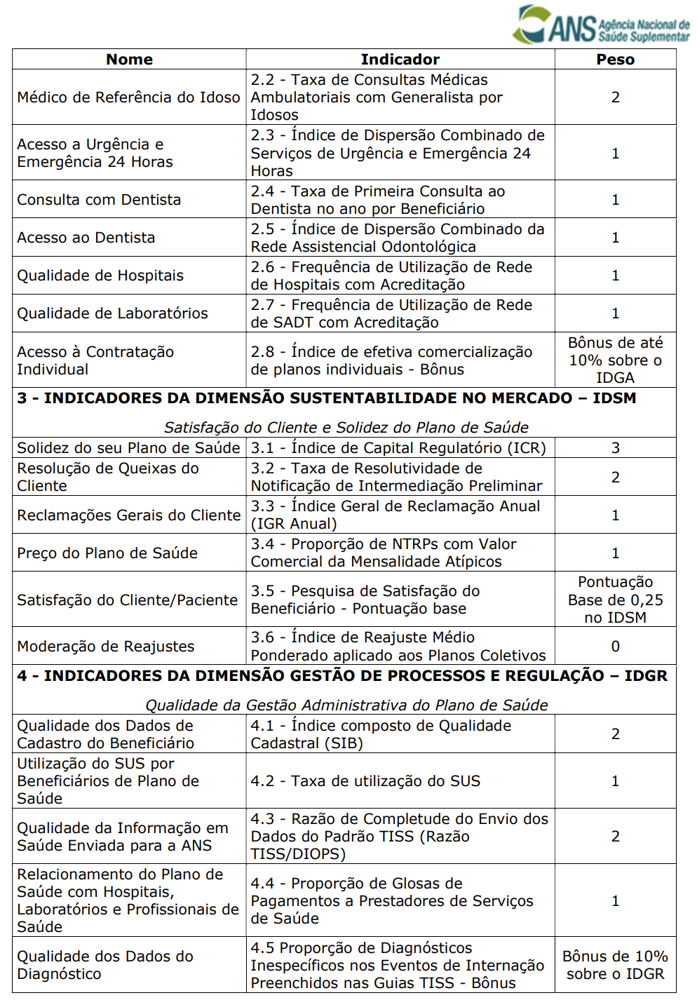 ANS Agência Nacional de
Saúde Suplementar
Nome Indicador Peso
Médico de Referência do Idoso
2.2 - Taxa de Consultas Médicas
Ambulatoriais com Generalista por
Idosos
2
Acesso a Urgência e
Emergência 24 Horas
2.3 - Índice de Dispersão Combinado de
Serviços de Urgência e Emergência 24
Horas
1
Consulta com Dentista
2.4 - Taxa de Primeira Consulta ao
Dentista no ano por Beneficiário
1
Acesso ao Dentista
2.5 - Índice de Dispersão Combinado da
Rede Assistencial Odontológica
1
Qualidade de Hospitais
2.6 - Frequência de Utilização de Rede
de Hospitais com Acreditação
1
Qualidade de Laboratórios
2.7 - Frequência de Utilização de Rede
de SADT com Acreditação
1
Acesso à Contratação
Individual
2.8 - Índice de efetiva comercialização
de planos individuais - Bônus
Bônus de até
10% sobre o
IDGA
3 - INDICADORES DA DIMENSÃO SUSTENTABILIDADE NO MERCADO – IDSM
Satisfação do Cliente e Solidez do Plano de Saúde
Solidez do seu Plano de Saúde
3.1 - Índice de Capital Regulatório (ICR)
3
Resolução de Queixas do
Cliente
3.2 - Taxa de Resolutividade de
Notificação de Intermediação Preliminar
2
Reclamações Gerais do Cliente
3.3 - Índice Geral de Reclamação Anual
(IGR Anual)
1
Preço do Plano de Saúde
3.4 - Proporção de NTRPs com Valor
Comercial da Mensalidade Atípicos
1
Satisfação do Cliente/Paciente
3.5 - Pesquisa de Satisfação do
Beneficiário - Pontuação base
Pontuação
Base de 0,25
no IDSM
Moderação de Reajustes
3.6 - Índice de Reajuste Médio
Ponderado aplicado aos Planos Coletivos
0
4 - INDICADORES DA DIMENSÃO GESTÃO DE PROCESSOS E REGULAÇÃO – IDGR
Qualidade da Gestão Administrativa do Plano de Saúde
Qualidade dos Dados de
Cadastro do Beneficiário
4.1 - Índice composto de Qualidade
Cadastral (SIB)
2
Utilização do SUS por
Beneficiários de Plano de
Saúde
4.2 - Taxa de utilização do SUS
1
Qualidade da Informação em
Saúde Enviada para a ANS
4.3 - Razão de Completude do Envio dos
Dados do Padrão TISS (Razão
TISS/DIOPS)
2
Relacionamento do Plano de
Saúde com Hospitais,
Laboratórios e Profissionais de
Saúde
4.4 - Proporção de Glosas de
Pagamentos a Prestadores de Serviços
de Saúde
1
Qualidade dos Dados do
Diagnóstico
4.5 Proporção de Diagnósticos
Inespecíficos nos Eventos de Internação
Preenchidos nas Guias TISS - Bônus
Bônus de 10%
sobre o IDGR